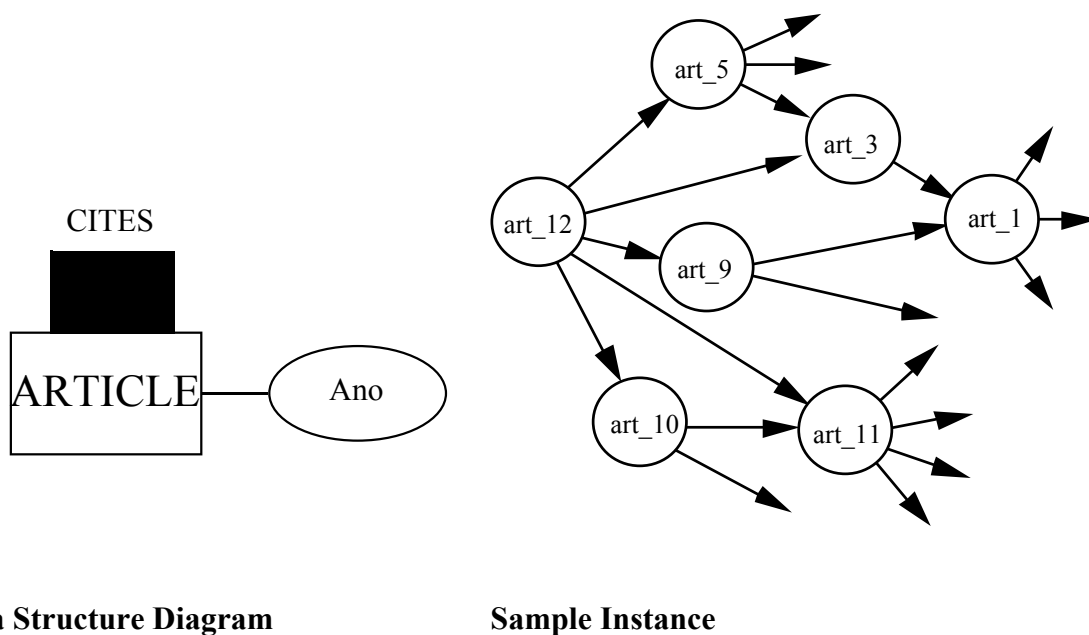 CITES
ARTICLE
Ano
art_5
art_3
art_12
art_1
art_9
art_10
art_11
a Structure Diagram
Sample Instance